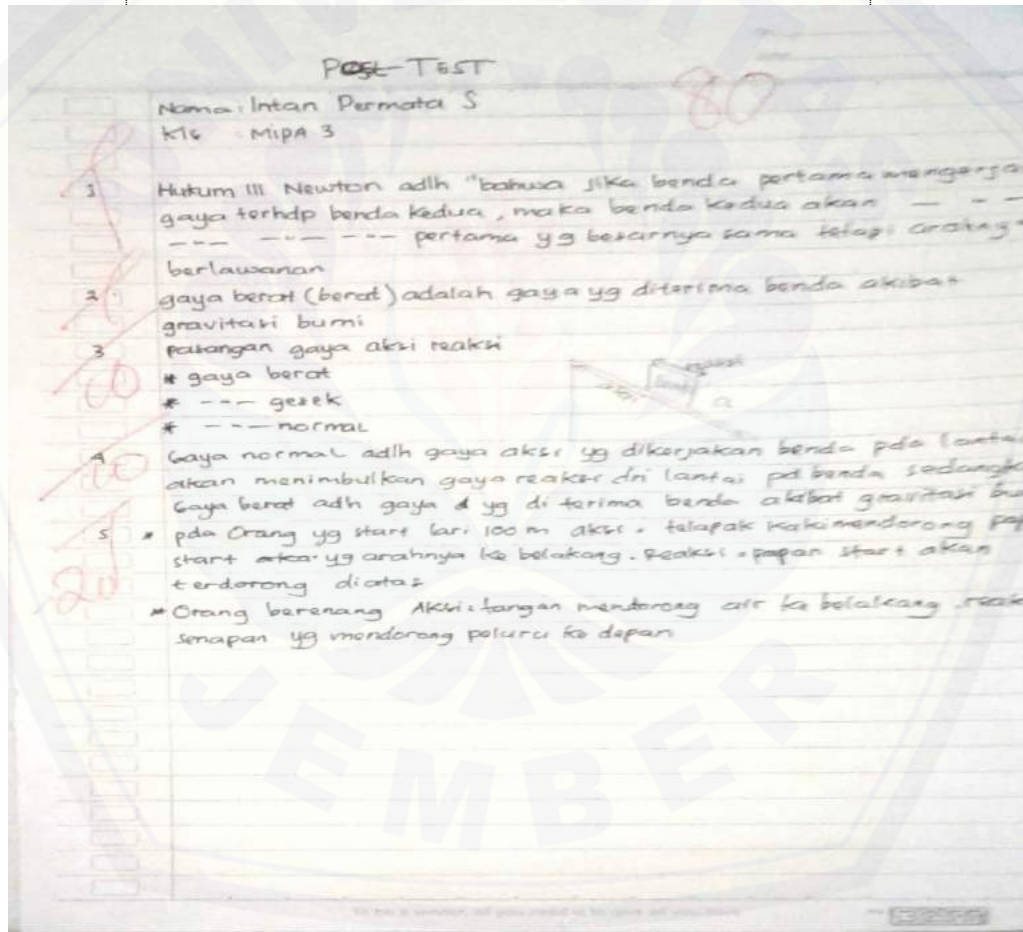 POST TEST
80
Nama : Intan Permata S
Kls : MIPA 3
1 Hukum III Newton adlh "bahwa jika benda pertama mengerja
gaya terhdp benda kedua, maka benda kedua akan --- - -
--- --- --- pertama yg besarnya sama tetapi arahny
berlawanan
2 gaya berat (berat) adalah gaya yg diterima benda akibat
gravitasi bumi
3 pasangan gaya aksi reaksi
* gaya berat
* --- gesek
* --- normal
4 Gaya normal adlh gaya aksi yg dikerjakan benda pda lantai
akan menimbulkan gaya reaksi dri lantai pd benda sedangk
Gaya berat adh gaya yg di terima benda akibat gravitasi bu
5 * pda Orang yg start lari 100 m aksi : telapak kaki mendorong pap
start yg arahnya ke belakang. Reaksi : papan start akan
terdorong diatas
20
* Orang berenang Aksi : tangan mendorong air ke belakang reak
senapan yg mendorong peluru ke depan
JEMBER